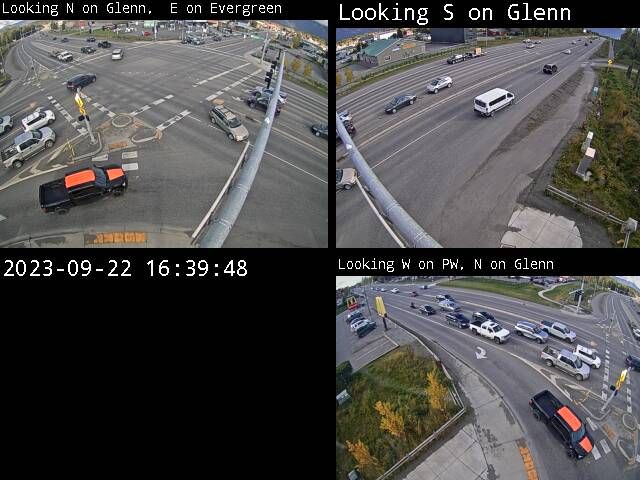 Looking N on Glenn,  E on Evergreen
Looking S on Glenn
2023-09-22 16:39:48
Looking W on PW, N on Glenn